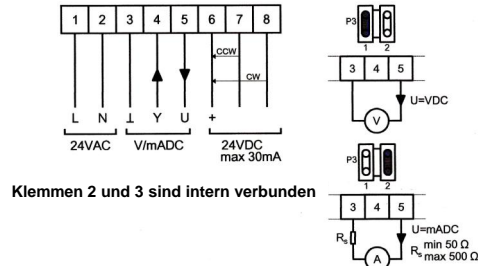 1 2 3 4 5 6 7 8
CCW
CW
L N ⊥ Y U +
24VAC V/mADC 24VDC
max 30mA
Klemmen 2 und 3 sind intern verbunden
P3
1 2
3 4 5
U=VDC
V
P3
1 2
3 4 5
U=mADC
Rs
Rs min 50 Ω
max 500 Ω
A